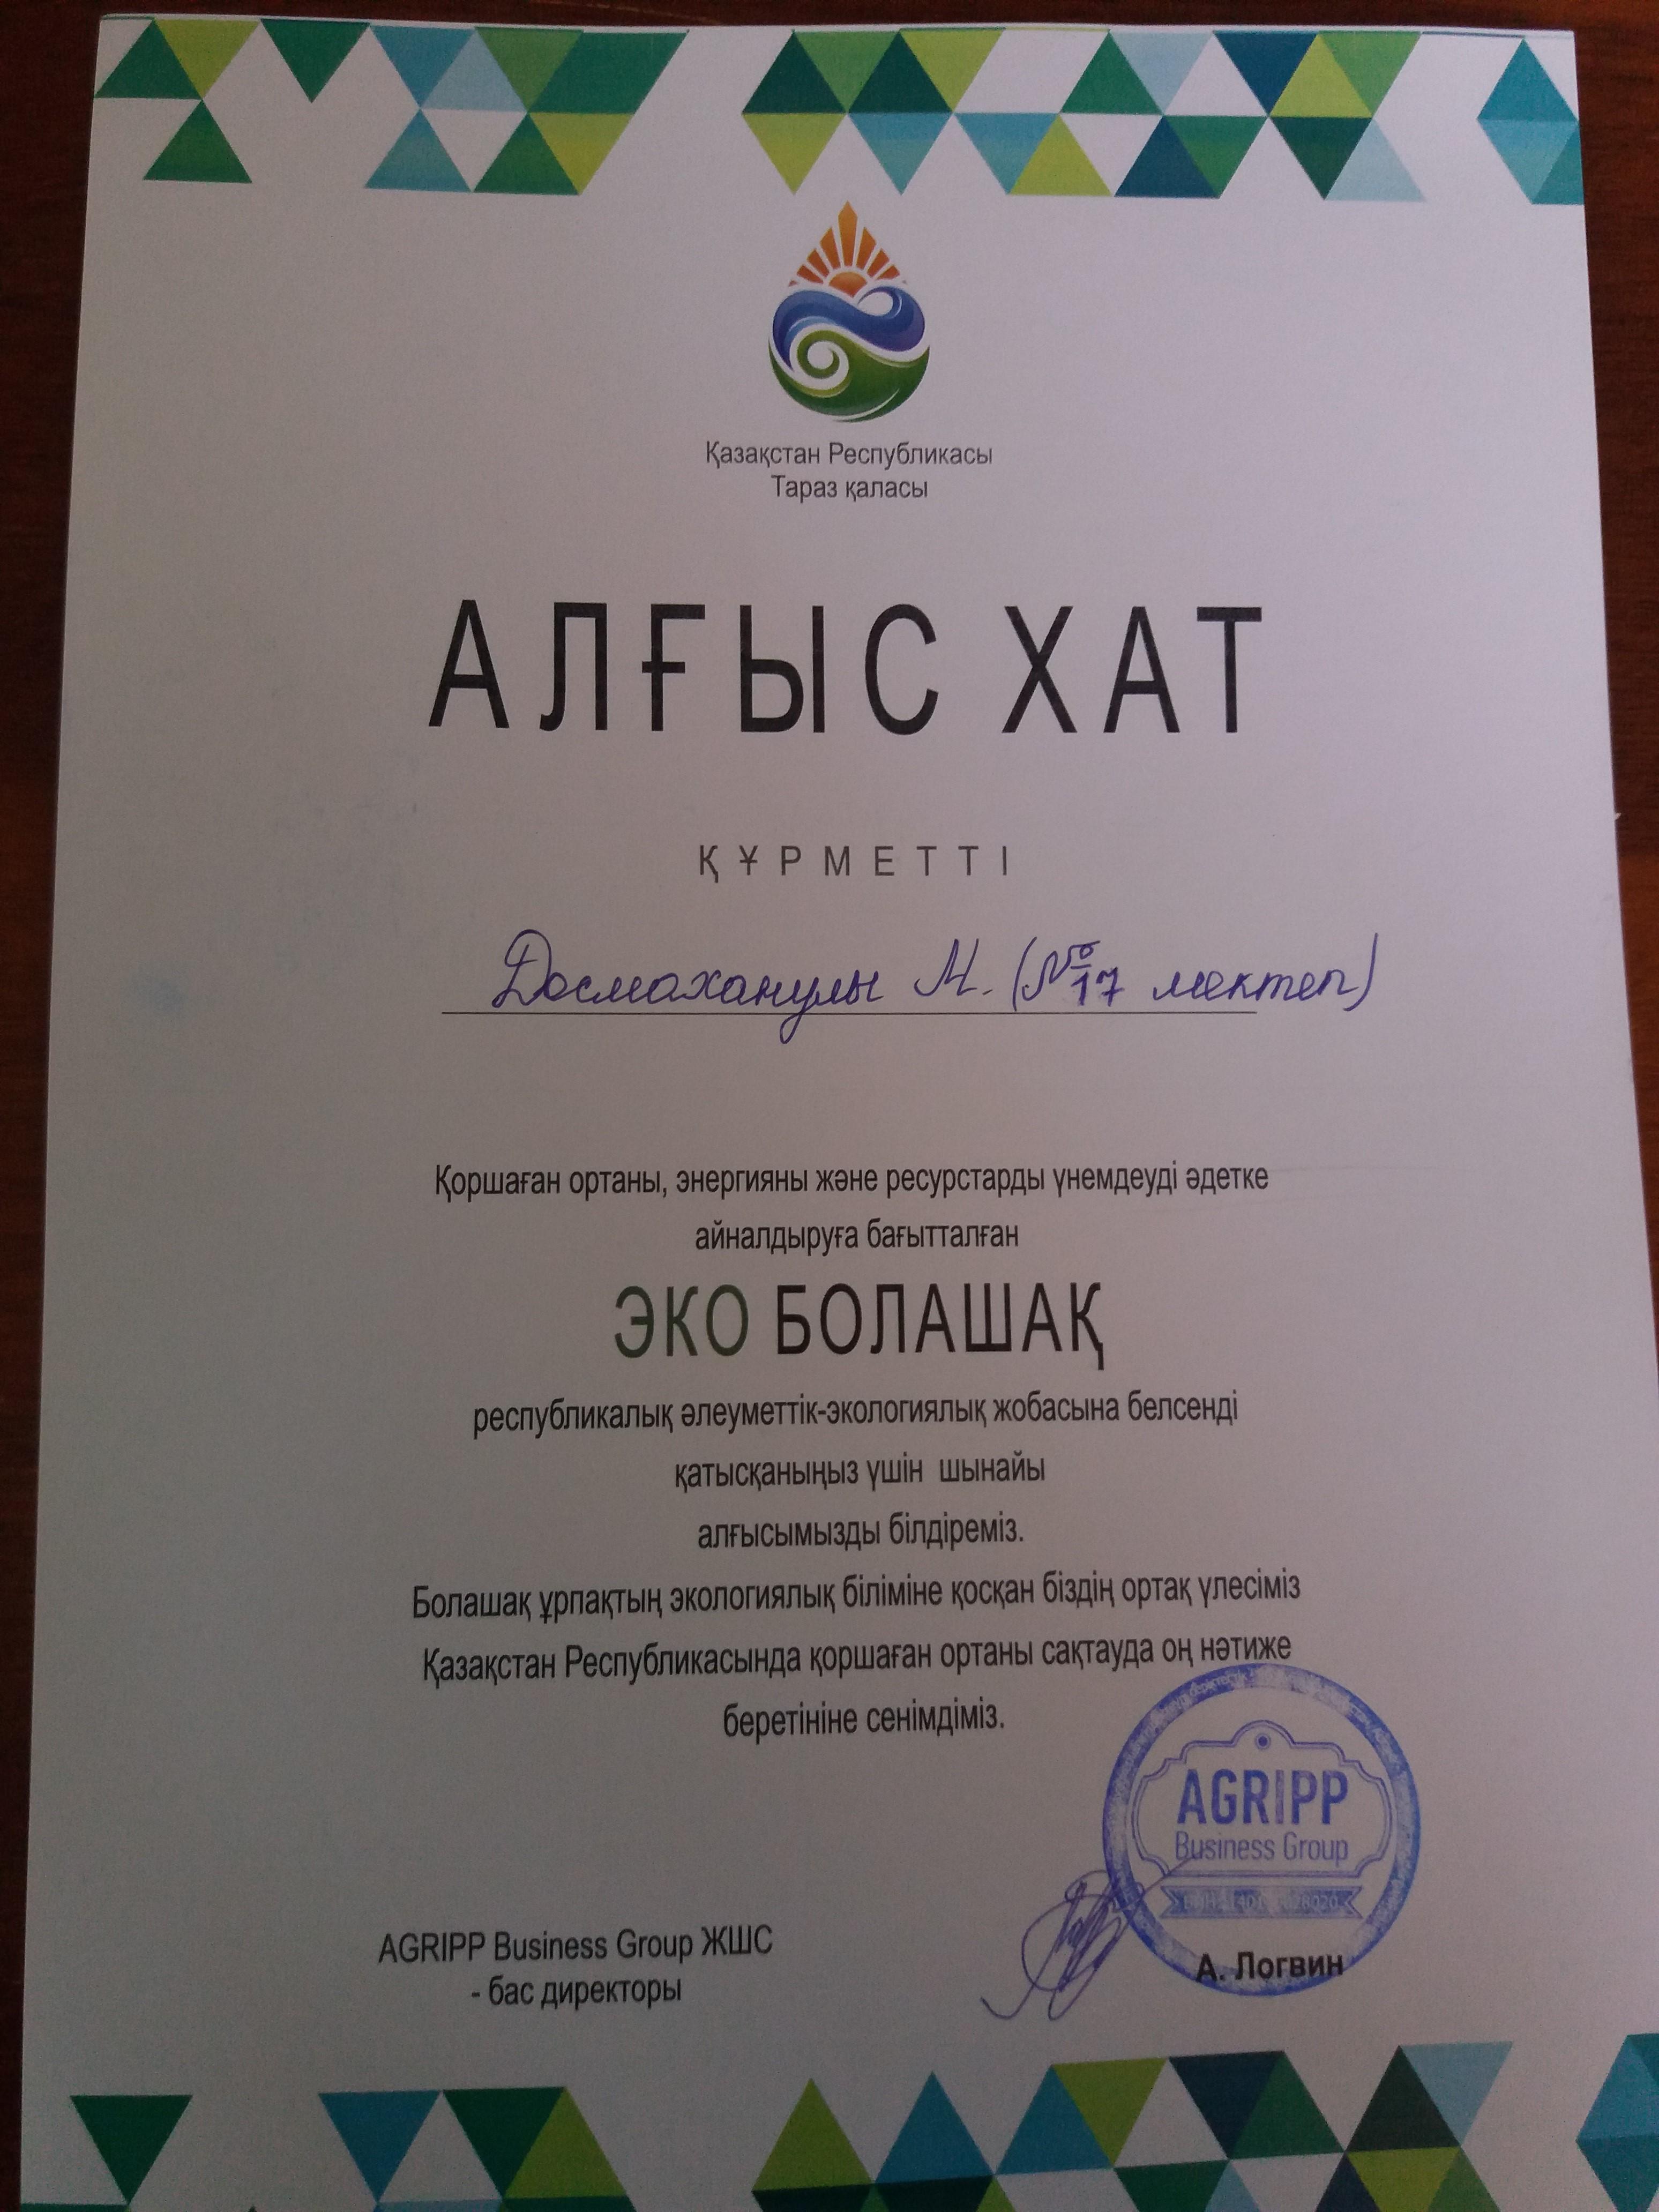 Қазақстан Республикасы
Тараз қаласы
АЛҒЫС ХАТ
ҚҰРМЕТТІ
Досмаханулы М. (№17 мектеп)
Қоршаған ортаны, энергияны және ресурстарды үнемдеуді әдетке
айналдыруға бағытталған
ЭКО БОЛАШАҚ
республикалық әлеуметтік-экологиялық жобасына белсенді
қатысқаныңыз үшін шынайы
алғысымызды білдіреміз.
Болашақ ұрпақтың экологиялық біліміне қосқан біздің ортақ үлесіміз
Қазақстан Республикасында қоршаған ортаны сақтауда оң нәтиже
беретініне сенімдіміз.
AGRIPP
Business Group
AGRIPP Business Group ЖШС
- бас директоры
А. Логвин